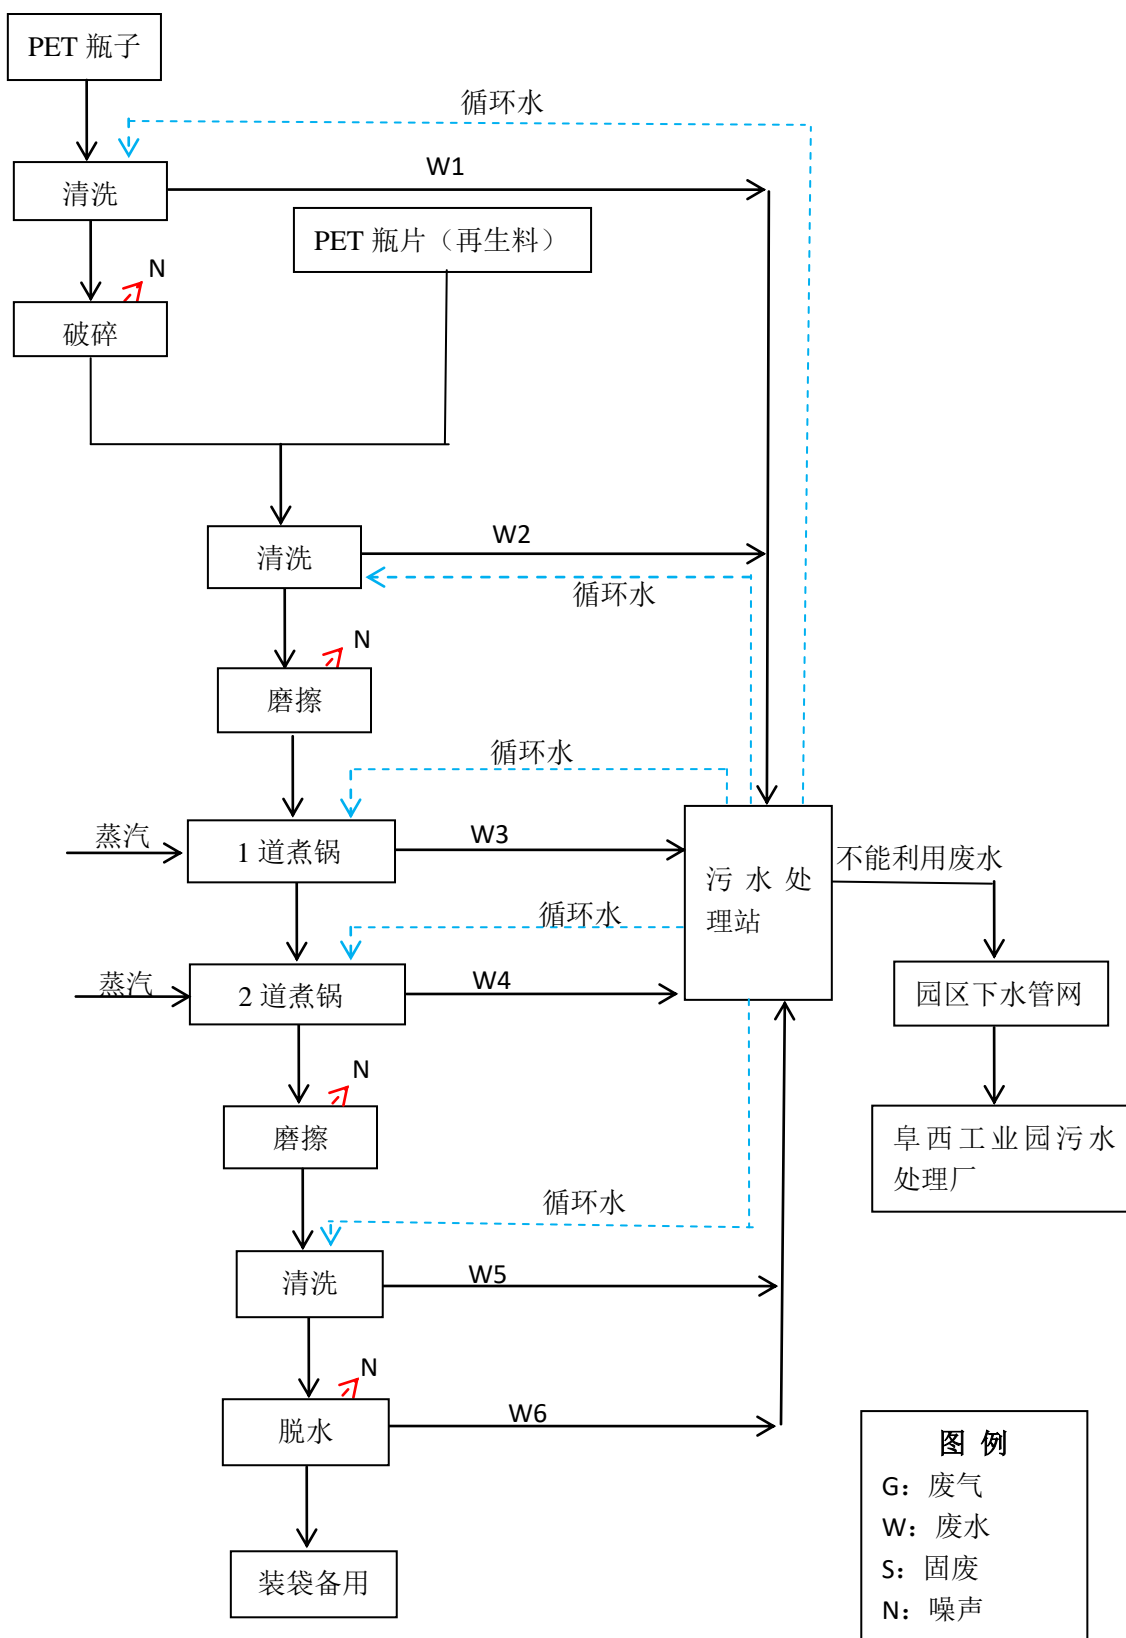 PET 瓶子
循环水
W1
清洗
PET 瓶片（再生料）
N
破碎
W2
清洗
循环水
N
磨擦
循环水
蒸汽
1 道煮锅
W3
污 水 处
理站
不能利用废水
循环水
蒸汽
2 道煮锅
W4
园区下水管网
N
磨擦
阜西工业园污水
处理厂
循环水
清洗
W5
N
脱水
W6
装袋备用
图 例
G：废气
W：废水
S：固废
N：噪声